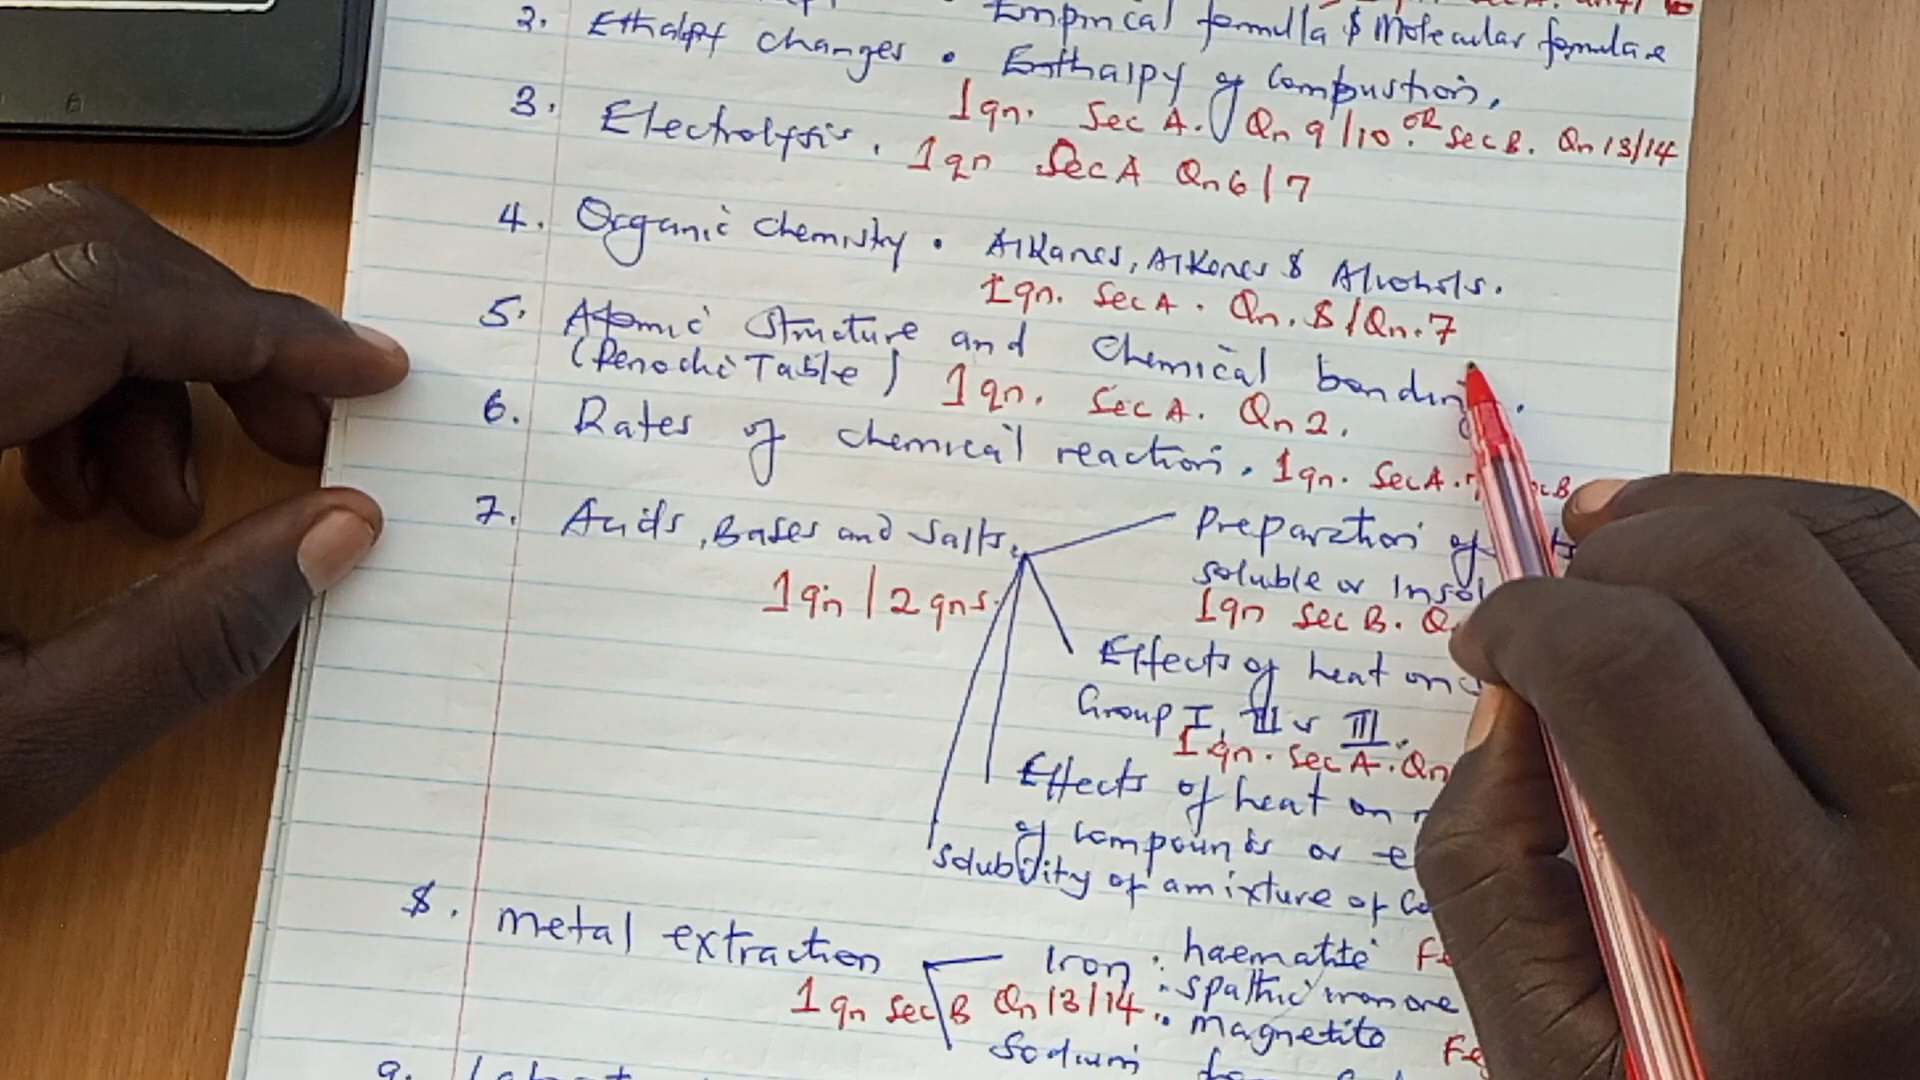 Empirical formulla & Molecular formulae
2. Ethalpy changes • Enthalpy of Combustion,
1qn. Sec A. Qn 9/10. OR Sec B. Qn 13/14
3. Electrolysis. 1qn Sec A Qn 6/7
4. Organic Chemistry • Alkanes, Alkenes & Alcohols.
1qn. Sec A. Qn. 8/Qn. 7
5. Atomic Structure and Chemical bonding.
(Periodic Table) 1qn. Sec A. Qn 2.
6. Rates of chemical reaction. 1qn. Sec A.
7. Acids, Bases and Salts. Preparation of
soluble or
1qn/2qns. 1qn Sec B.
Effects of heat on
Group I, II & III.
1qn. Sec A. Qn
Effects of heat on
of compounds or
Solubility of a mixture of
8. Metal extraction Iron: haematite
• spathic iron ore
1qn Sec B Qn 13/14. • magnetite
Sodium
9.